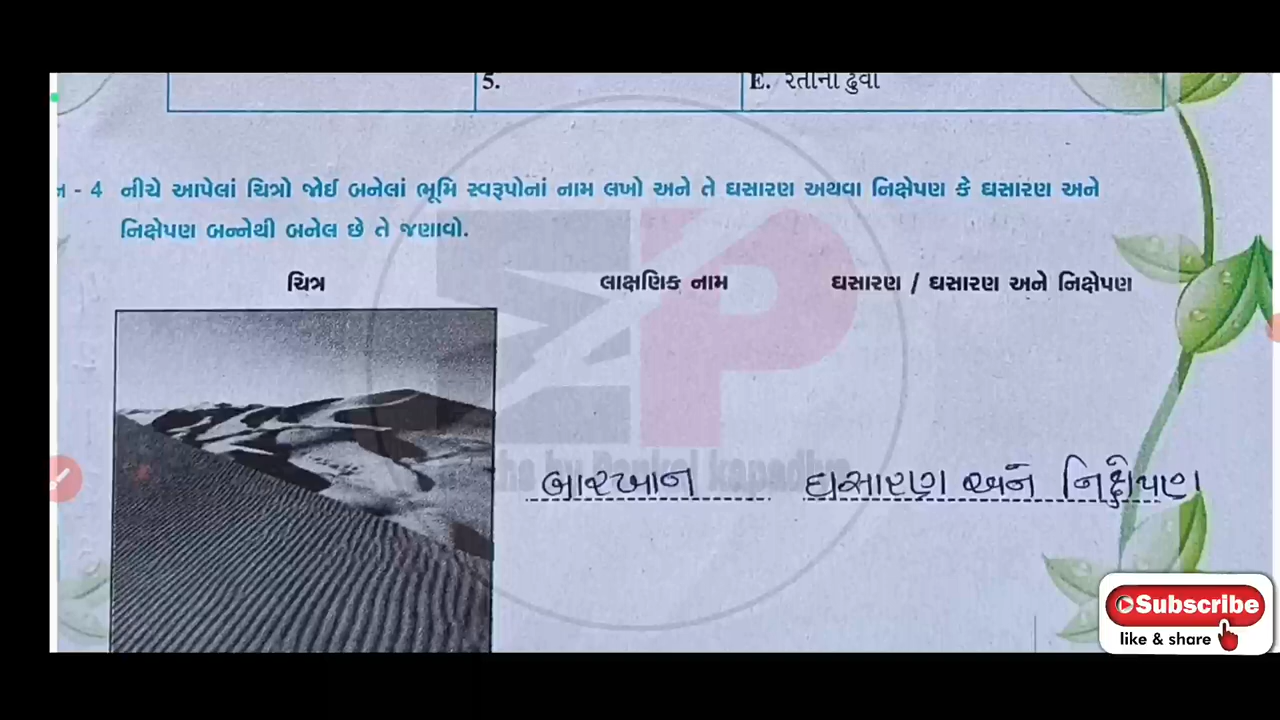 5.
E. રેતીના ઢુવા
- 4 નીચે આપેલાં ચિત્રો જોઈ બનેલાં ભૂમિ સ્વરૂપોનાં નામ લખો અને તે ઘસારણ અથવા નિક્ષેપણ કે ઘસારણ અને
નિક્ષેપણ બન્નેથી બનેલ છે તે જણાવો.
ચિત્ર
લાક્ષણિક નામ
ઘસારણ / ઘસારણ અને નિક્ષેપણ
બારખાન
ઘસારણ અને નિક્ષેપણ
Subscribe
like & share